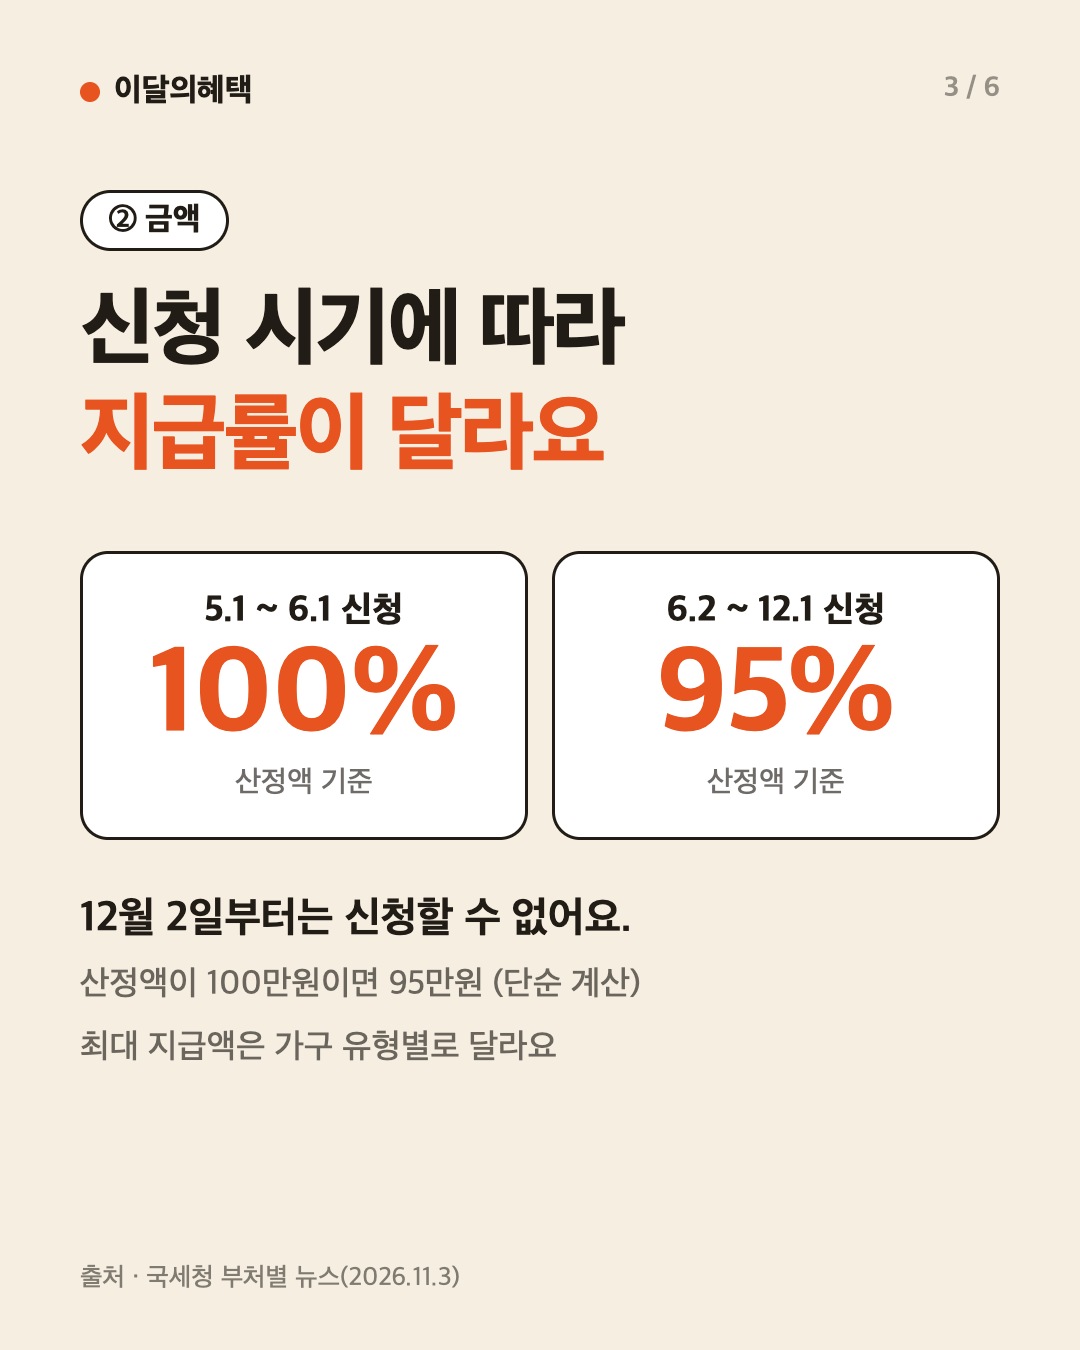 이달의혜택
3 / 6
② 금액
신청 시기에 따라
지급률이 달라요
5.1 ~ 6.1 신청
100%
산정액 기준
6.2 ~ 12.1 신청
95%
산정액 기준
12월 2일부터는 신청할 수 없어요.
산정액이 100만원이면 95만원 (단순 계산)
최대 지급액은 가구 유형별로 달라요
출처 · 국세청 부처별 뉴스(2026.11.3)